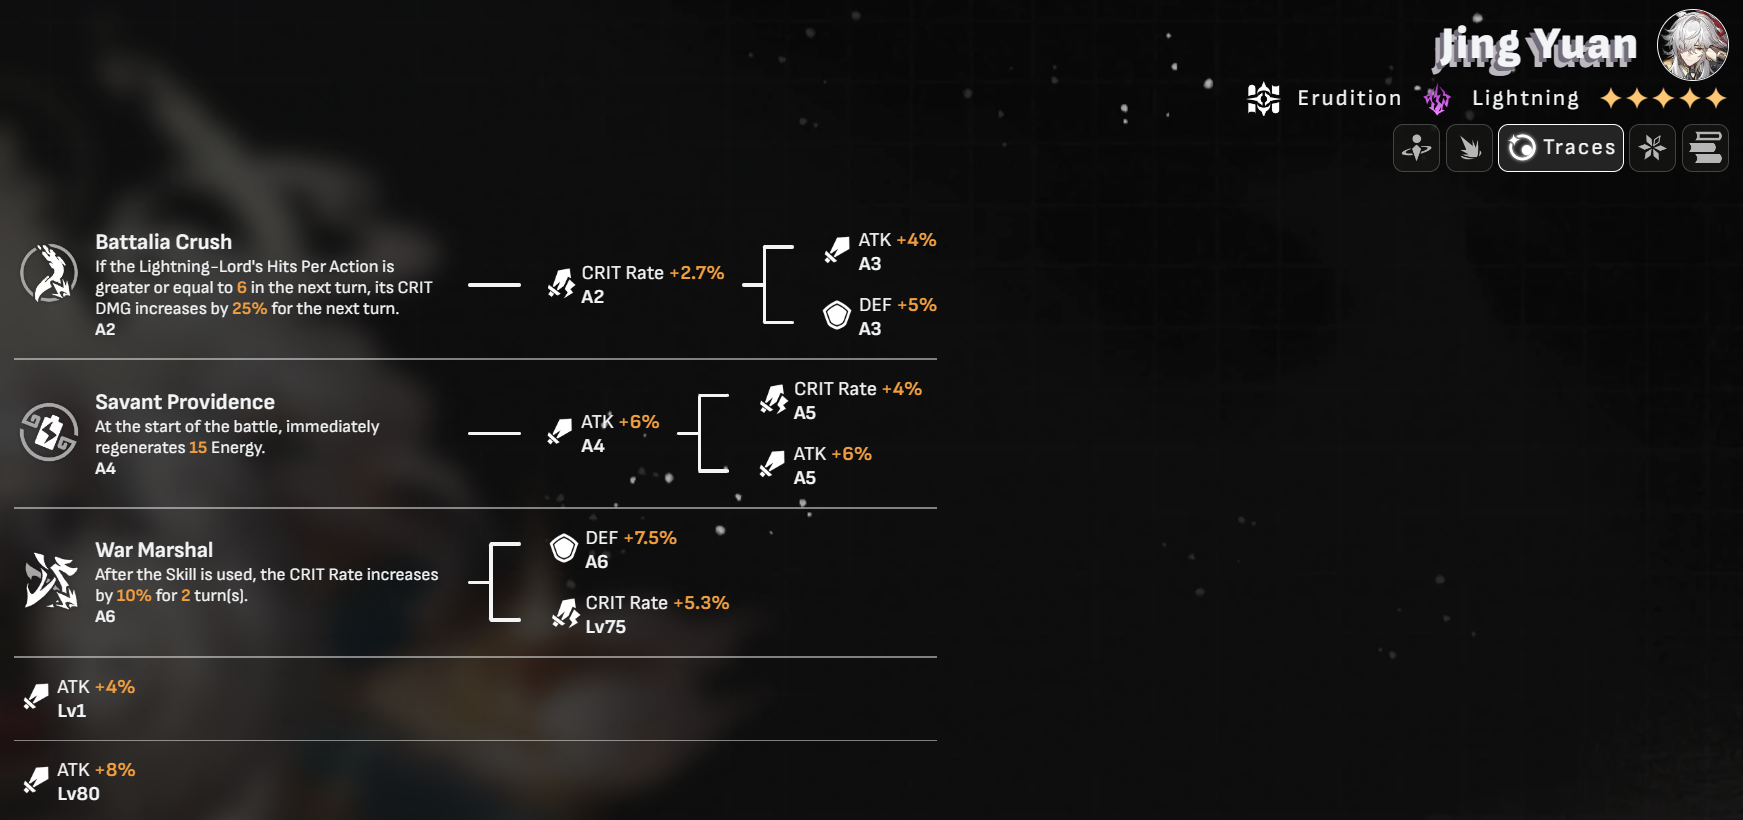 Jing Yuan
Erudition Lightning
Traces
Battalia Crush
If the Lightning-Lord's Hits Per Action is
greater or equal to 6 in the next turn, its CRIT
DMG increases by 25% for the next turn.
A2
CRIT Rate +2.7%
A2
ATK +4%
A3
DEF +5%
A3
Savant Providence
At the start of the battle, immediately
regenerates 15 Energy.
A4
ATK +6%
A4
CRIT Rate +4%
A5
ATK +6%
A5
War Marshal
After the Skill is used, the CRIT Rate increases
by 10% for 2 turn(s).
A6
DEF +7.5%
A6
CRIT Rate +5.3%
Lv75
ATK +4%
Lv1
ATK +8%
Lv80